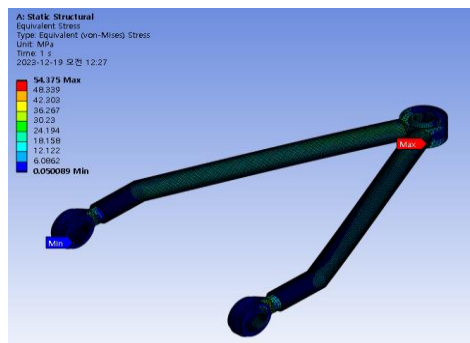 A: Static Structural
Equivalent Stress
Type: Equivalent (von-Mises) Stress
Unit: MPa
Time: 1 s
2023-12-19 오전 12:27
54.375 Max
48.339
42.303
36.267
30.23
24.194
18.158
12.122
6.0862
0.050089 Min
Max
Min